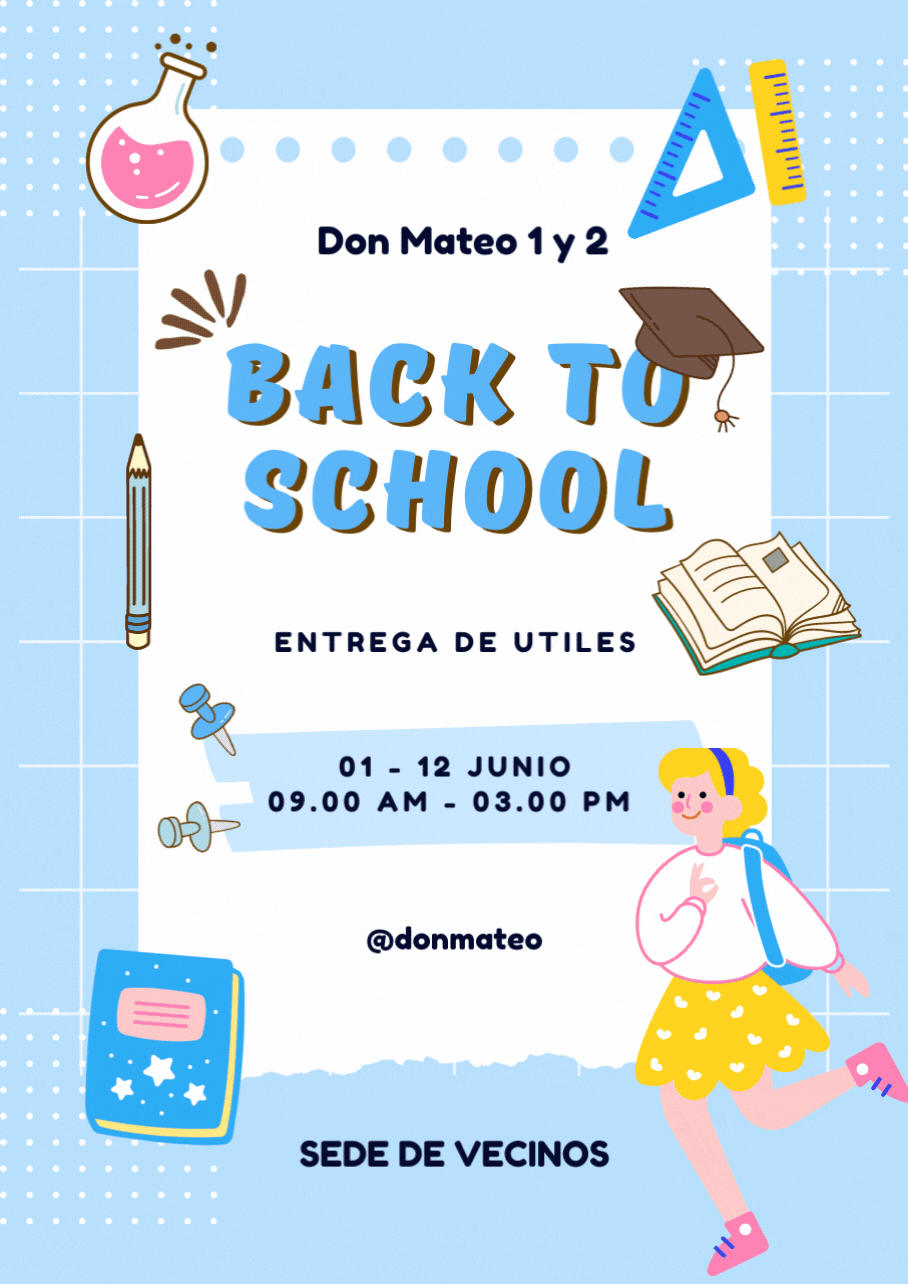 Don Mateo 1 y 2
BACK TO
SCHOOL
ENTREGA DE UTILES
01 - 12 JUNIO
09.00 AM - 03.00 PM
@donmateo
SEDE DE VECINOS